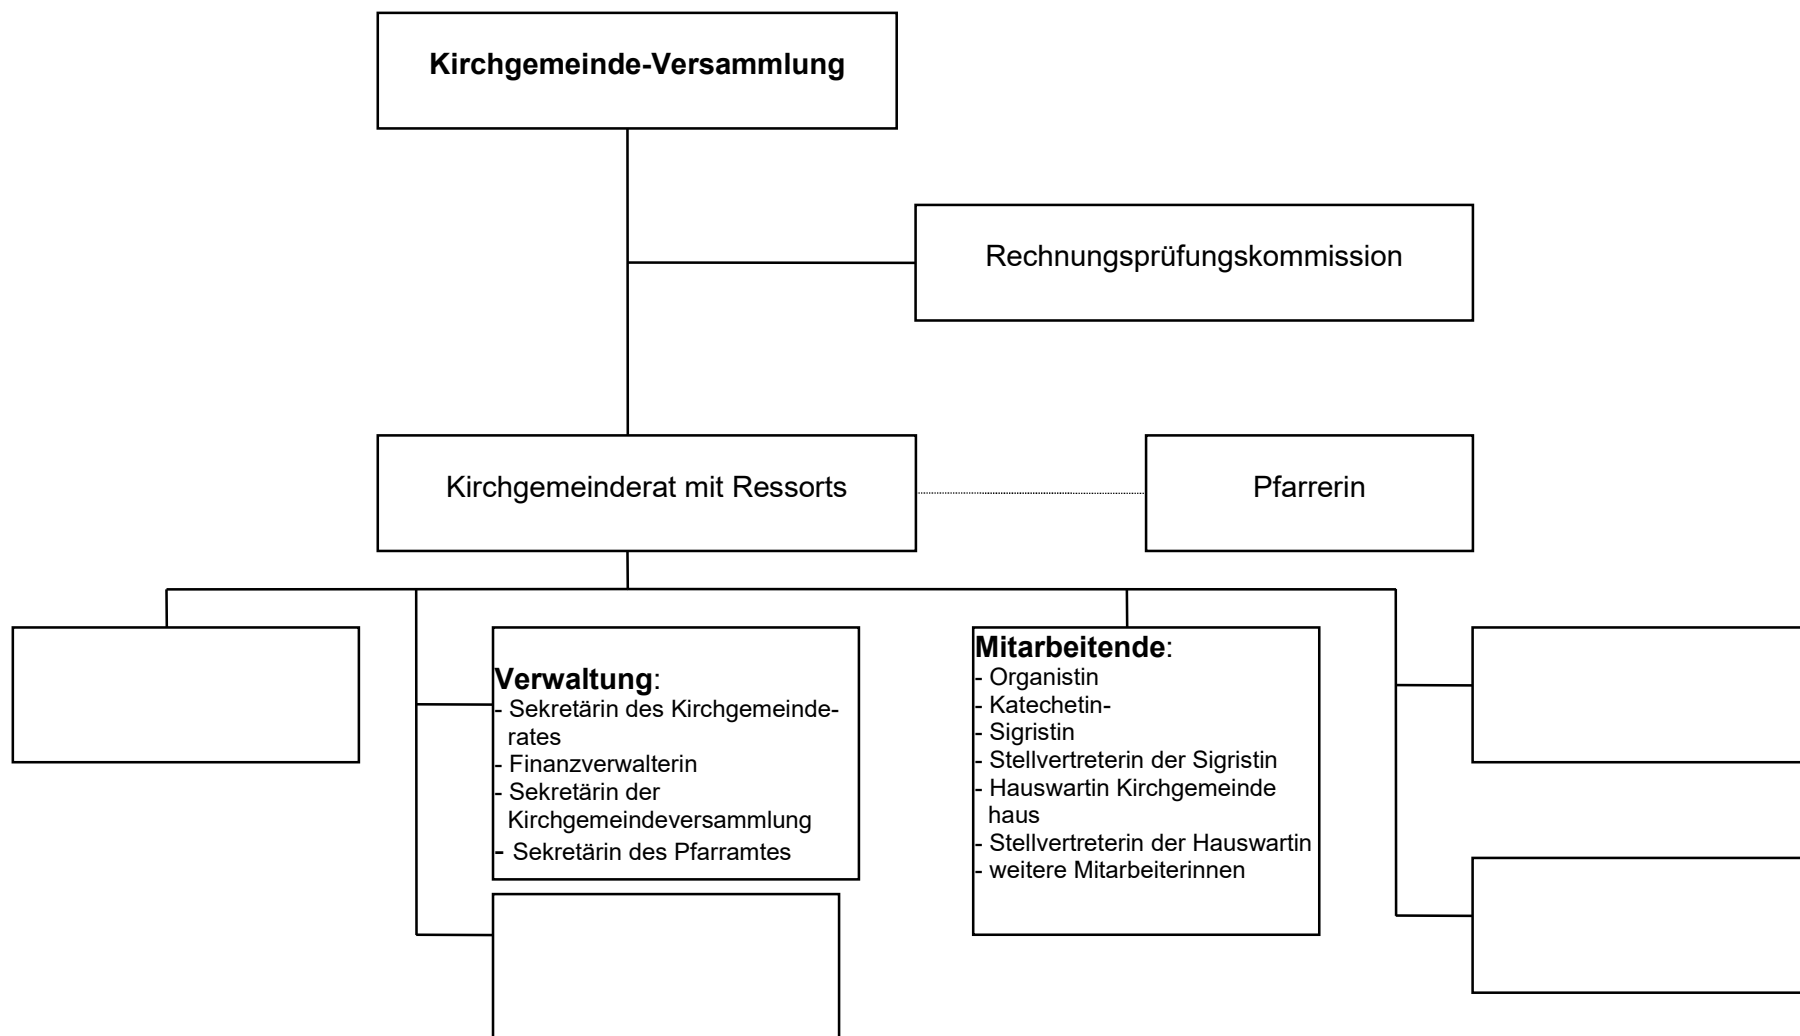 Kirchgemeinde-Versammlung
Rechnungsprüfungskommission
Kirchgemeinderat mit Ressorts
Pfarrerin
Verwaltung:
- Sekretärin des Kirchgemeinde-
rates
- Finanzverwalterin
- Sekretärin der
Kirchgemeindeversammlung
- Sekretärin des Pfarramtes
Mitarbeitende:
- Organistin
- Katechetin-
- Sigristin
- Stellvertreterin der Sigristin
- Hauswartin Kirchgemeinde
haus
- Stellvertreterin der Hauswartin
- weitere Mitarbeiterinnen